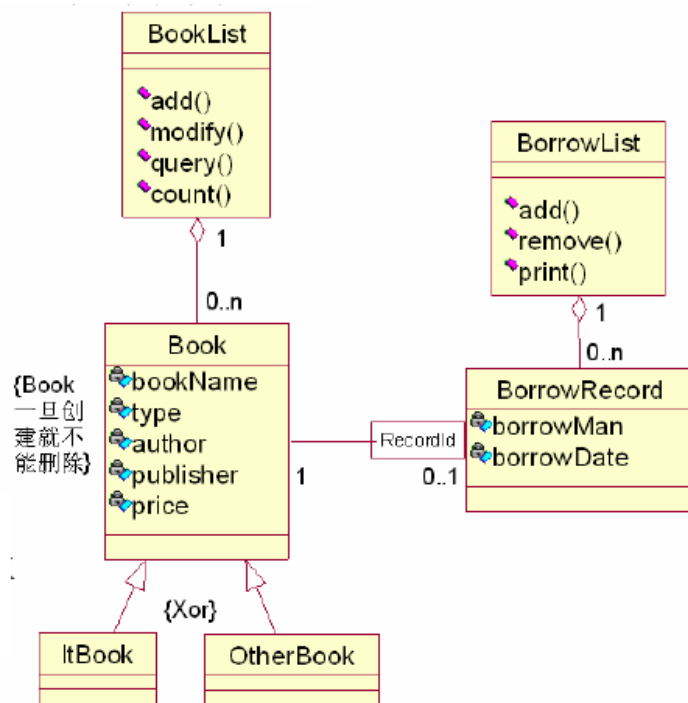 BookList
add()
modify()
query()
count()
1
0..n
BorrowList
add()
remove()
print()
1
0..n
Book
bookName
type
author
publisher
price
{Book
一旦创
建就不
能删除}
1
RecordId
0..1
BorrowRecord
borrowMan
borrowDate
{Xor}
ItBook
OtherBook